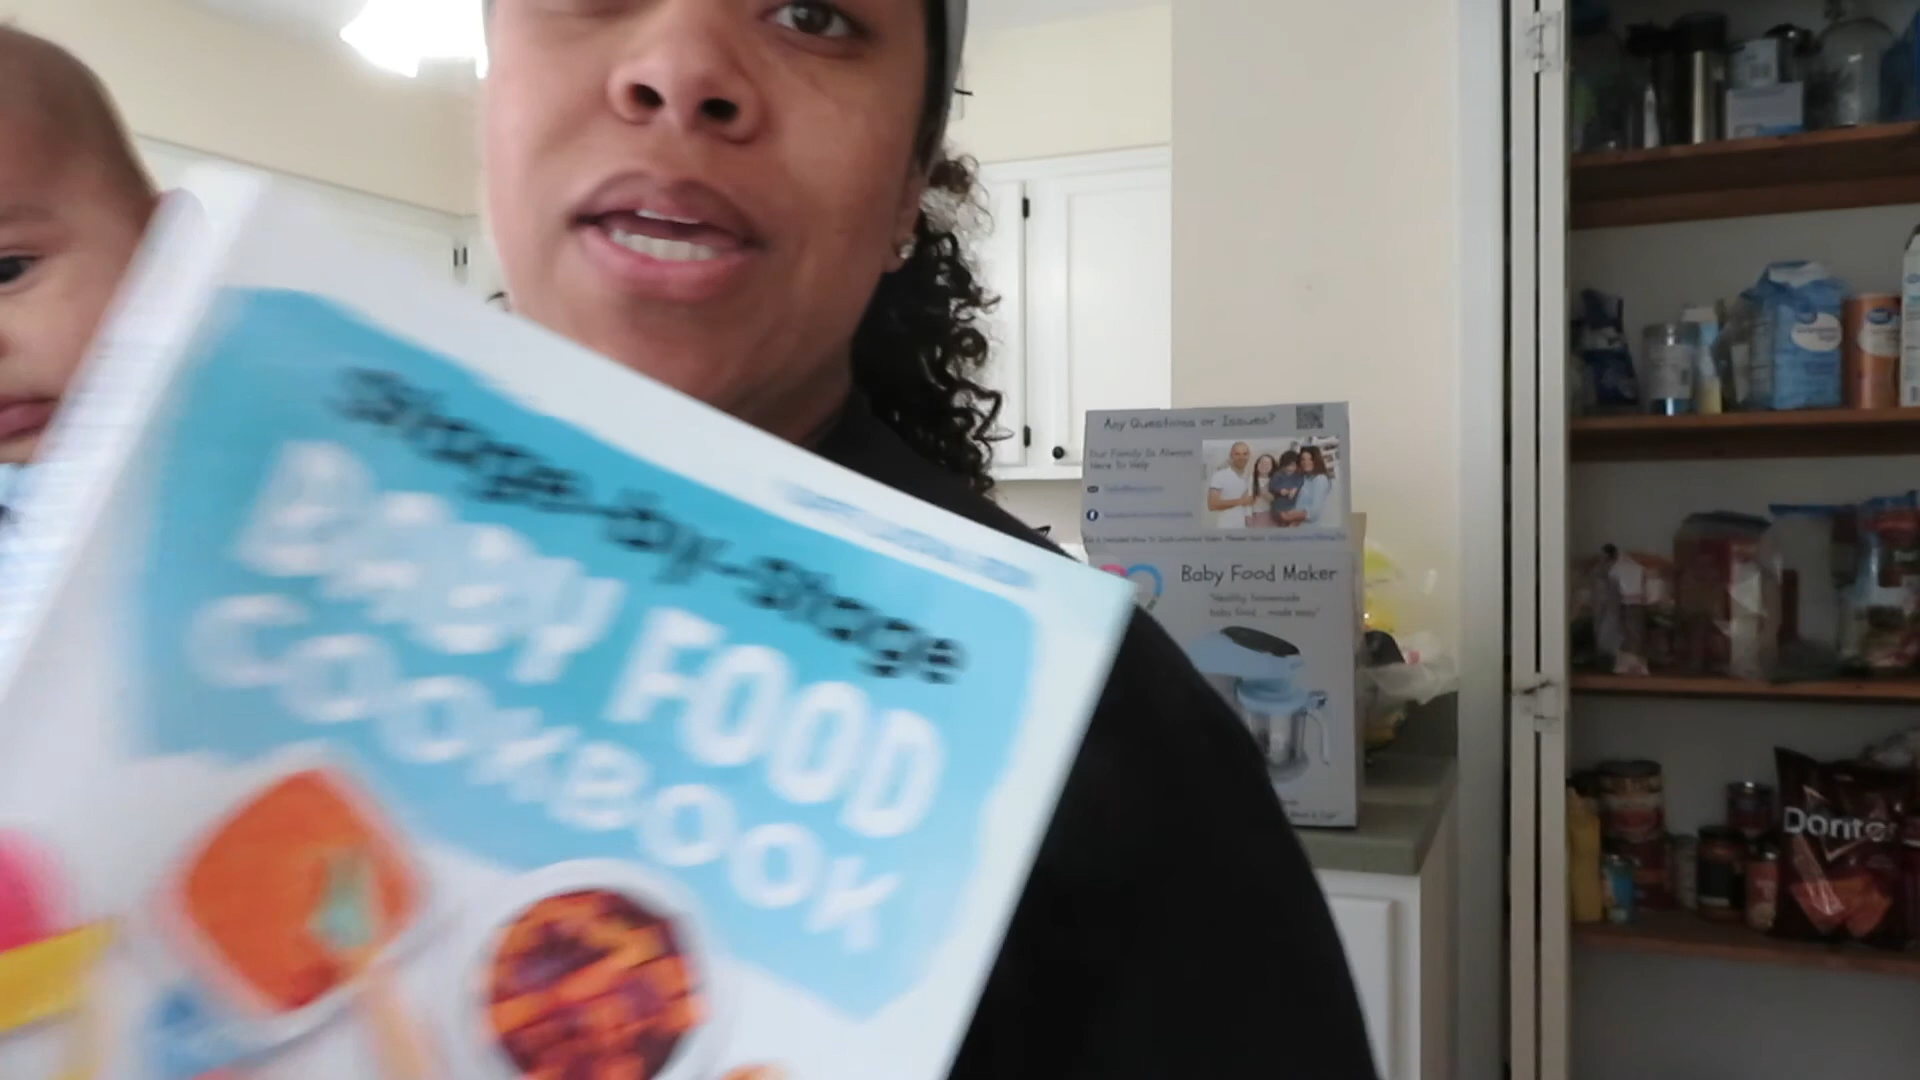 Stage-by-Stage
BABY FOOD
COOKBOOK
Any Questions or Issues?
Our Family Is Always
Here To Help
Baby Food Maker
"Healthy homemade
baby food... made easy"
Doritos